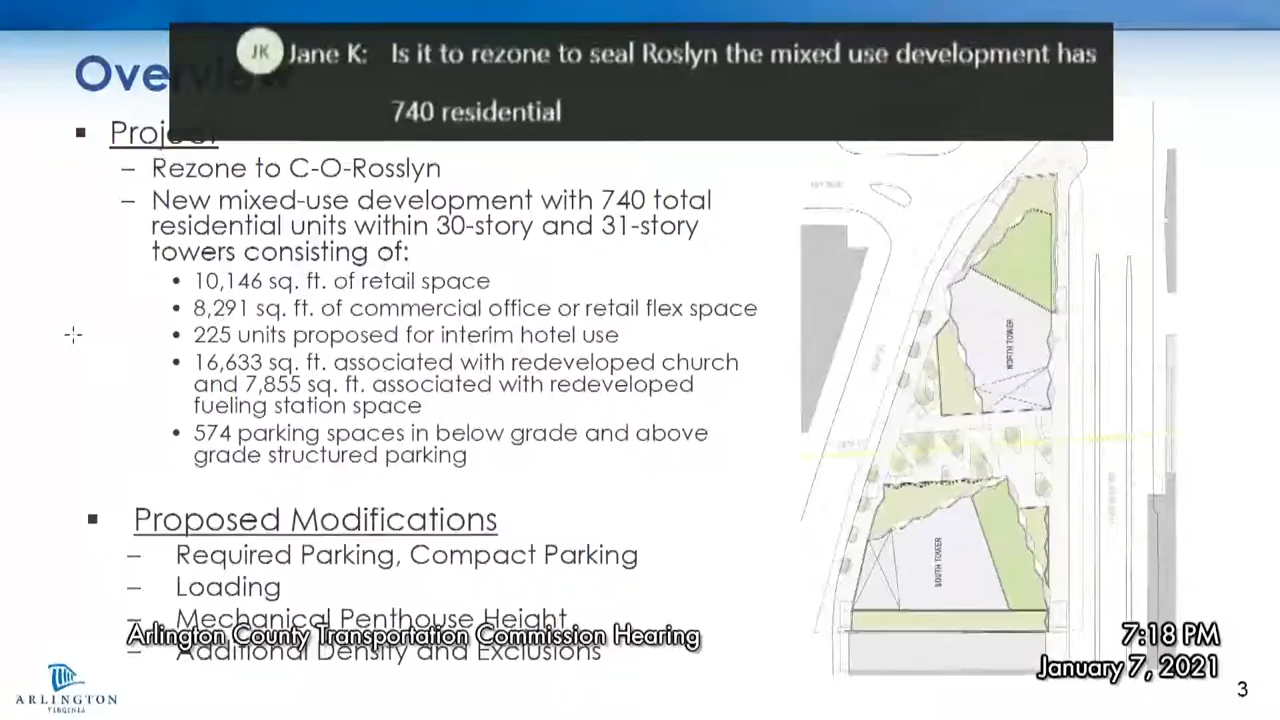 JK Jane K: Is it to rezone to seal Roslyn the mixed use development has
740 residential
Overview
▪ Project
– Rezone to C-O-Rosslyn
– New mixed-use development with 740 total
residential units within 30-story and 31-story
towers consisting of:
• 10,146 sq. ft. of retail space
• 8,291 sq. ft. of commercial office or retail flex space
• 225 units proposed for interim hotel use
• 16,633 sq. ft. associated with redeveloped church
and 7,855 sq. ft. associated with redeveloped
fueling station space
• 574 parking spaces in below grade and above
grade structured parking
▪ Proposed Modifications
– Required Parking, Compact Parking
– Loading
– Mechanical Penthouse Height
– Additional Density and Exclusions
NORTH TOWER
SOUTH TOWER
Arlington County Transportation Commission Hearing
7:18 PM
January 7, 2021
ARLINGTON
VIRGINIA
3